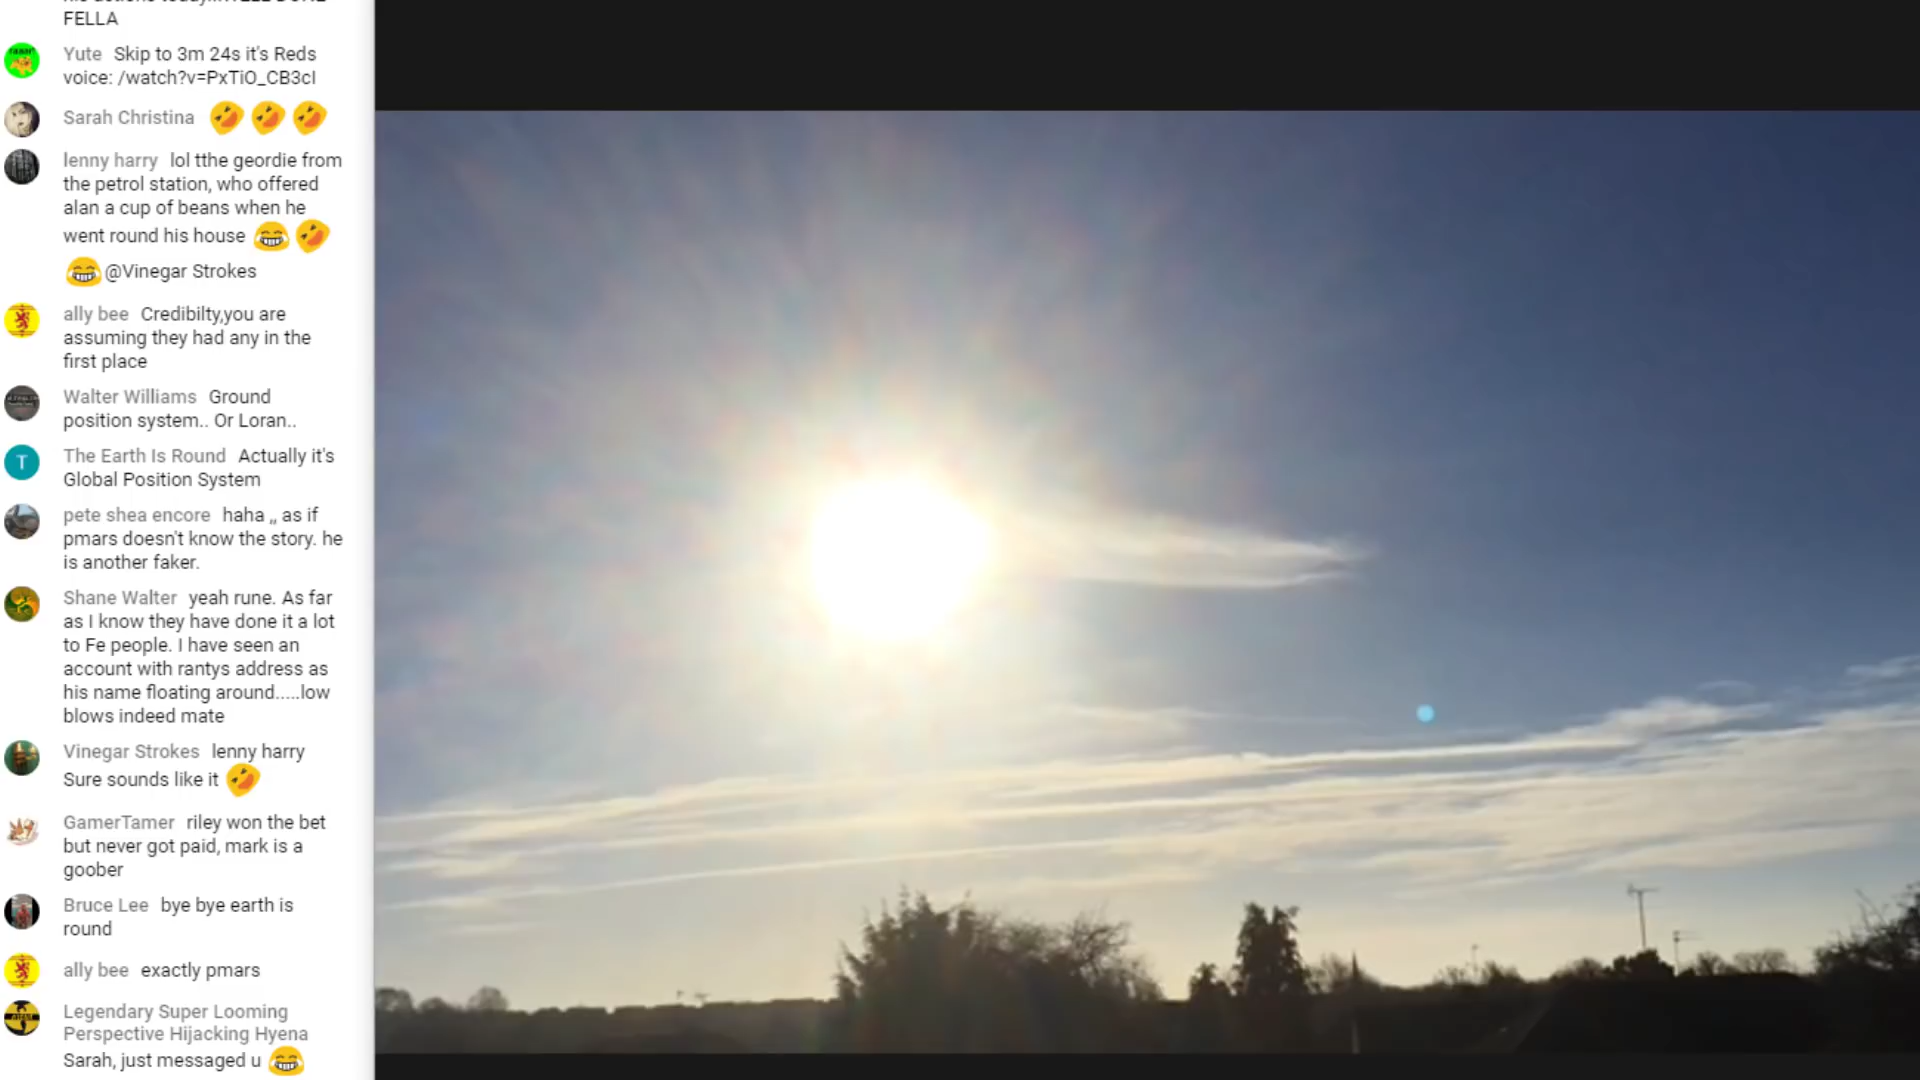 FELLA
Yute Skip to 3m 24s it's Reds
voice: /watch?v=PxTiO_CB3cI
Sarah Christina
lenny harry lol tthe geordie from
the petrol station, who offered
alan a cup of beans when he
went round his house
@Vinegar Strokes
ally bee Credibilty,you are
assuming they had any in the
first place
Walter Williams Ground
position system.. Or Loran..
T
The Earth Is Round Actually it's
Global Position System
pete shea encore haha ,, as if
pmars doesn't know the story. he
is another faker.
Shane Walter yeah rune. As far
as I know they have done it a lot
to Fe people. I have seen an
account with rantys address as
his name floating around.....low
blows indeed mate
Vinegar Strokes lenny harry
Sure sounds like it
GamerTamer riley won the bet
but never got paid, mark is a
goober
Bruce Lee bye bye earth is
round
ally bee exactly pmars
Legendary Super Looming
Perspective Hijacking Hyena
Sarah, just messaged u